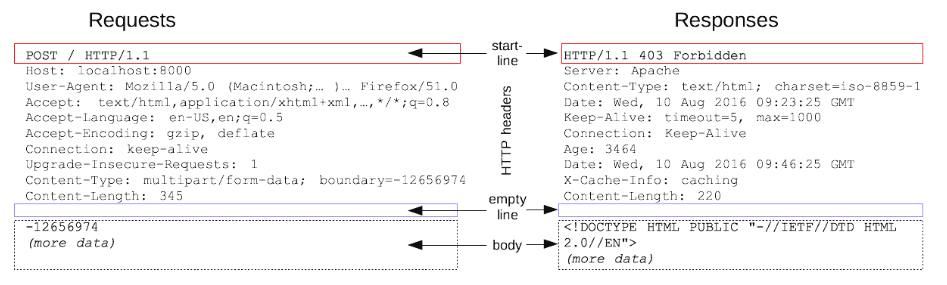 Requests
POST / HTTP/1.1
Host: localhost:8000
User-Agent: Mozilla/5.0 (Macintosh;… )… Firefox/51.0
Accept: text/html,application/xhtml+xml,…,*/*;q=0.8
Accept-Language: en-US,en;q=0.5
Accept-Encoding: gzip, deflate
Connection: keep-alive
Upgrade-Insecure-Requests: 1
Content-Type: multipart/form-data; boundary=-12656974
Content-Length: 345
-12656974
(more data)
start-
line
HTTP headers
empty
line
body
Responses
HTTP/1.1 403 Forbidden
Server: Apache
Content-Type: text/html; charset=iso-8859-1
Date: Wed, 10 Aug 2016 09:23:25 GMT
Keep-Alive: timeout=5, max=1000
Connection: Keep-Alive
Age: 3464
Date: Wed, 10 Aug 2016 09:46:25 GMT
X-Cache-Info: caching
Content-Length: 220
<!DOCTYPE HTML PUBLIC "-//IETF//DTD HTML
2.0//EN">
(more data)